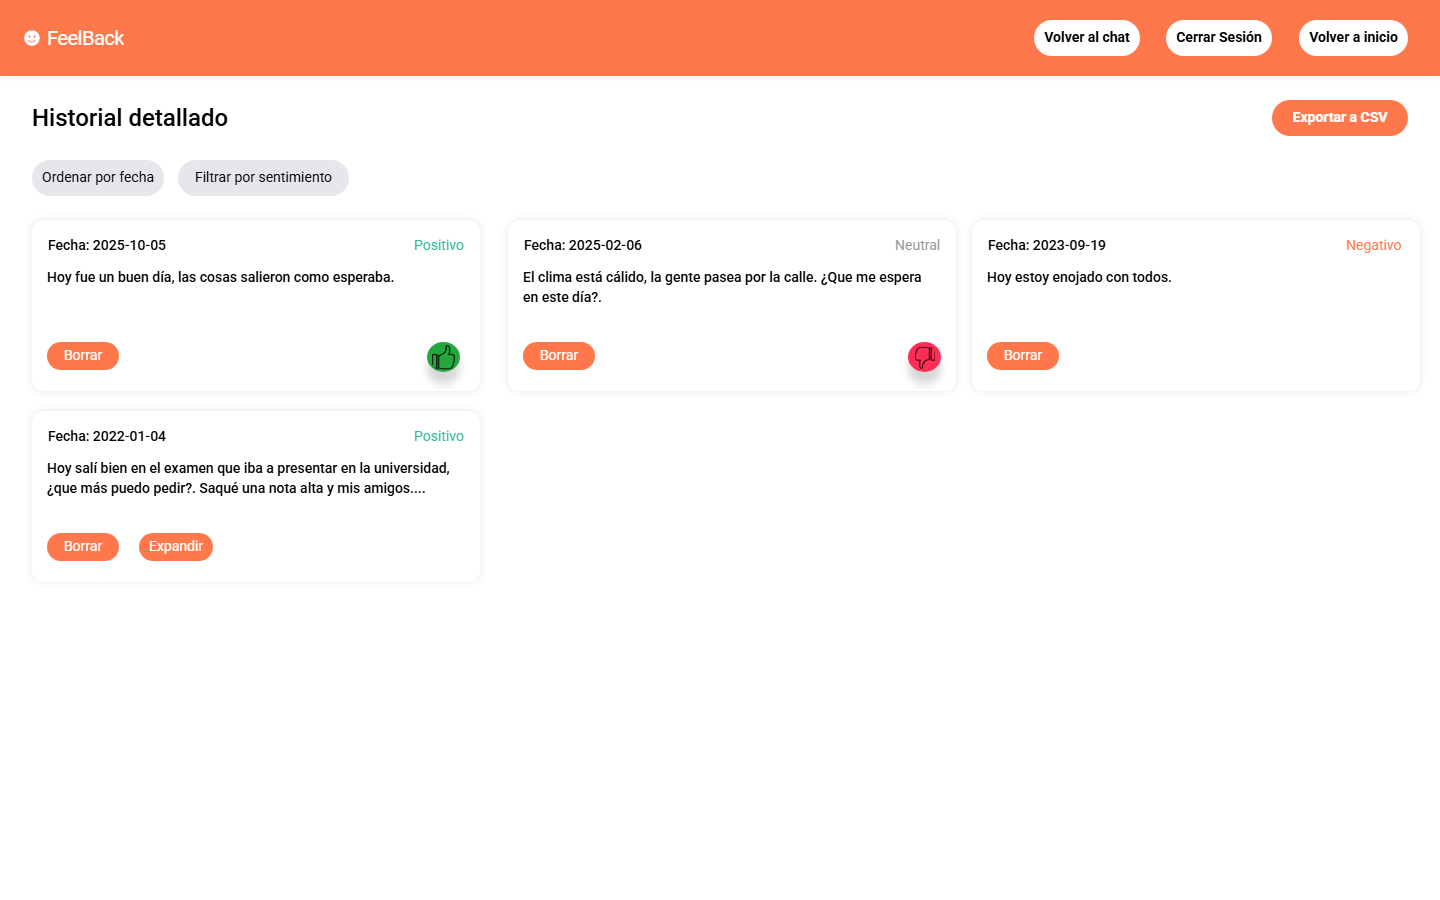 FeelBack
Volver al chat
Cerrar Sesión
Volver a inicio
Historial detallado
Exportar a CSV
Ordenar por fecha
Filtrar por sentimiento
Fecha: 2025-10-05
Positivo
Hoy fue un buen día, las cosas salieron como esperaba.
Borrar
Fecha: 2025-02-06
Neutral
El clima está cálido, la gente pasea por la calle. ¿Que me espera
en este día?.
Borrar
Fecha: 2023-09-19
Negativo
Hoy estoy enojado con todos.
Borrar
Fecha: 2022-01-04
Positivo
Hoy salí bien en el examen que iba a presentar en la universidad,
¿que más puedo pedir?. Saqué una nota alta y mis amigos....
Borrar
Expandir